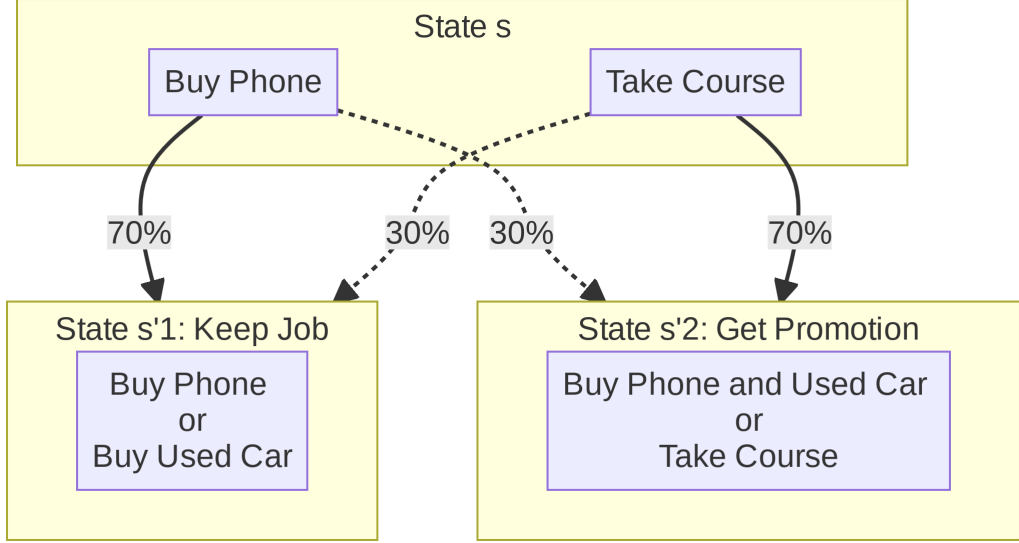 State s
Buy Phone
Take Course
70%
30%
30%
70%
State s'1: Keep Job
Buy Phone
or
Buy Used Car
State s'2: Get Promotion
Buy Phone and Used Car
or
Take Course